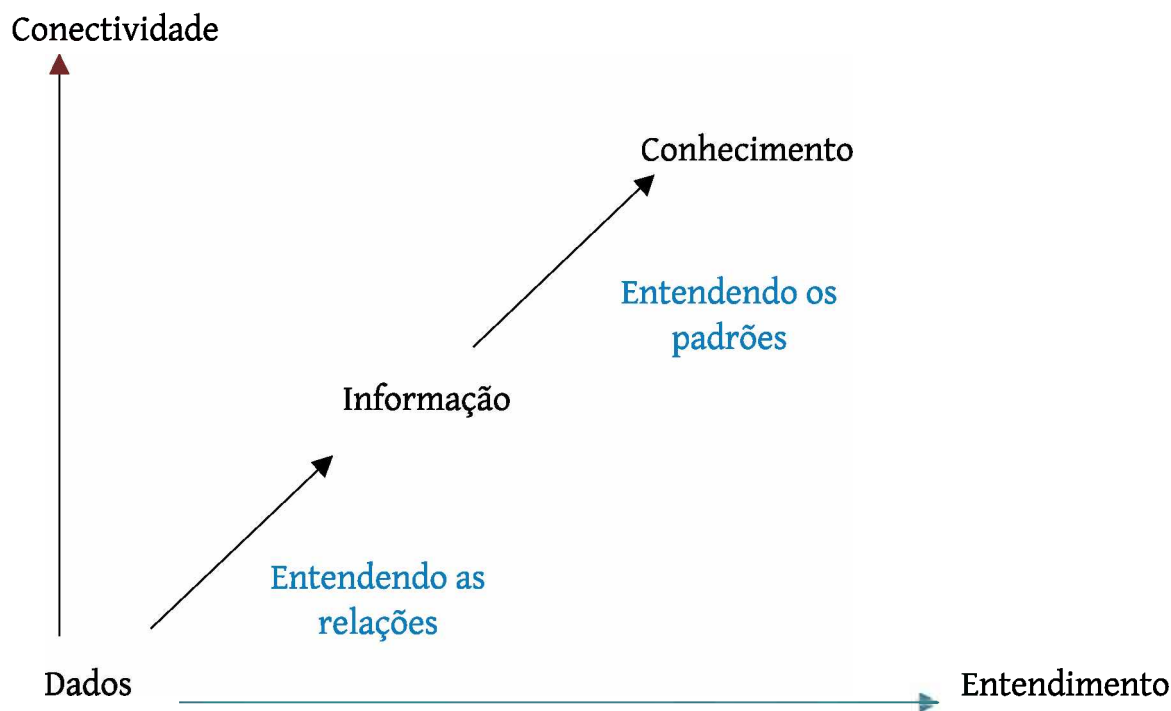 Conectividade
Conhecimento
Entendendo os
padrões
Informação
Entendendo as
relações
Dados
Entendimento